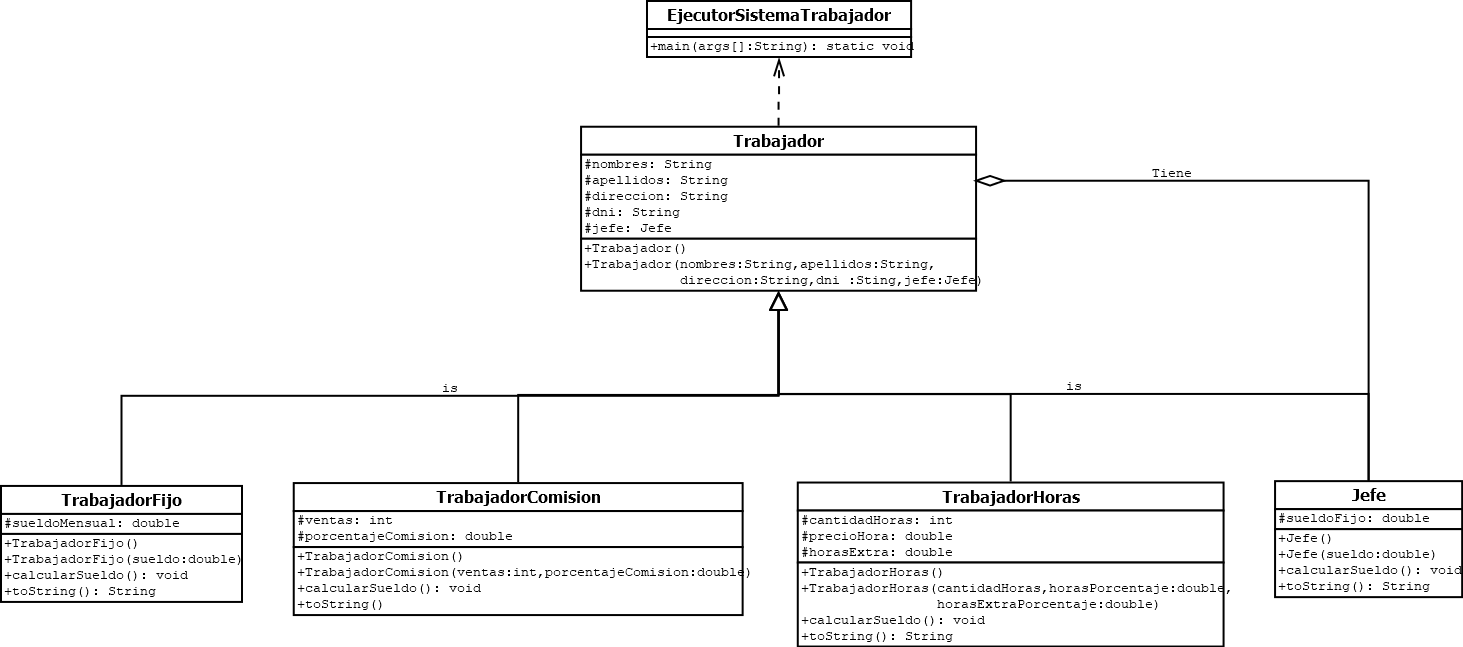 EjecutorSistemaTrabajador
+main(args[]:String): static void
Trabajador
#nombres: String
#apellidos: String
#direccion: String
#dni: String
#jefe: Jefe
+Trabajador()
+Trabajador(nombres:String,apellidos:String,
direccion:String,dni :Sting,jefe:Jefe)
Tiene
is
is
TrabajadorFijo
#sueldoMensual: double
+TrabajadorFijo()
+TrabajadorFijo(sueldo:double)
+calcularSueldo(): void
+toString(): String
TrabajadorComision
#ventas: int
#porcentajeComision: double
+TrabajadorComision()
+TrabajadorComision(ventas:int,porcentajeComision:double)
+calcularSueldo(): void
+toString()
TrabajadorHoras
#cantidadHoras: int
#precioHora: double
#horasExtra: double
+TrabajadorHoras()
+TrabajadorHoras(cantidadHoras,horasPorcentaje:double,
horasExtraPorcentaje:double)
+calcularSueldo(): void
+toString(): String
Jefe
#sueldoFijo: double
+Jefe()
+Jefe(sueldo:double)
+calcularSueldo(): void
+toString(): String